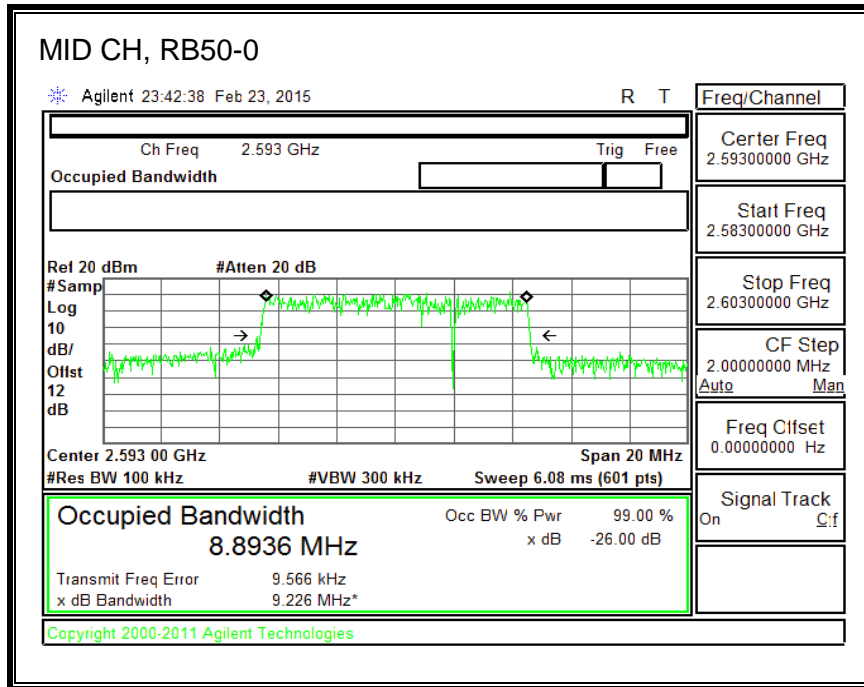 MID CH, RB50-0
Agilent 23:42:38 Feb 23, 2015 R T
Freq/Channel
Ch Freq 2.593 GHz Trig Free
Occupied Bandwidth
Center Freq
2.59300000 GHz
Start Freq
2.58300000 GHz
Stop Freq
2.60300000 GHz
CF Step
2.00000000 MHz
Auto Man
Freq Offset
0.00000000 Hz
Signal Track
On Off
Ref 20 dBm #Atten 20 dB
#Samp
Log
10
dB/
Offst
12
dB
Center 2.593 00 GHz Span 20 MHz
#Res BW 100 kHz #VBW 300 kHz Sweep 6.08 ms (601 pts)
Occupied Bandwidth
8.8936 MHz
Occ BW % Pwr 99.00 %
x dB -26.00 dB
Transmit Freq Error 9.566 kHz
x dB Bandwidth 9.226 MHz*
Copyright 2000-2011 Agilent Technologies